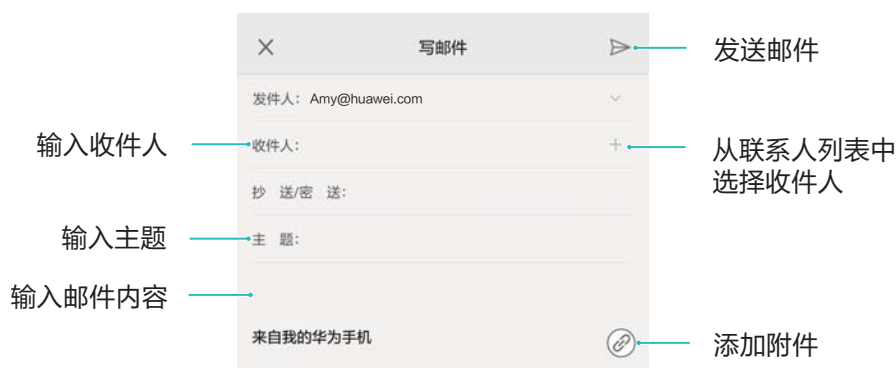 写邮件
发送邮件
发件人: Amy@huawei.com
输入收件人
收件人:
从联系人列表中
选择收件人
抄 送/密 送:
输入主题
主 题:
输入邮件内容
来自我的华为手机
添加附件